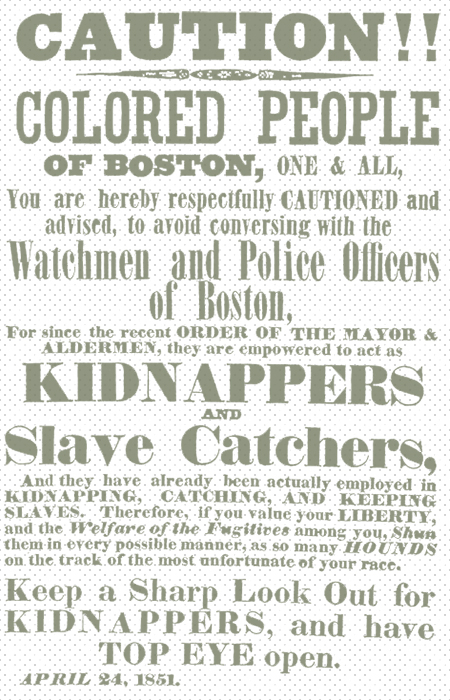 CAUTION!!
COLORED PEOPLE
OF BOSTON, ONE & ALL,
You are hereby respectfully CAUTIONED and
advised, to avoid conversing with the
Watchmen and Police Officers
of Boston,
For since the recent ORDER OF THE MAYOR &
ALDERMEN, they are empowered to act as
KIDNAPPERS
AND
Slave Catchers,
And they have already been actually employed in
KIDNAPPING, CATCHING, AND KEEPING
SLAVES. Therefore, if you value your LIBERTY,
and the Welfare of the Fugitives among you, Shun
them in every possible manner, as so many HOUNDS
on the track of the most unfortunate of your race.
Keep a Sharp Look Out for
KIDNAPPERS, and have
TOP EYE open.
APRIL 24, 1851.